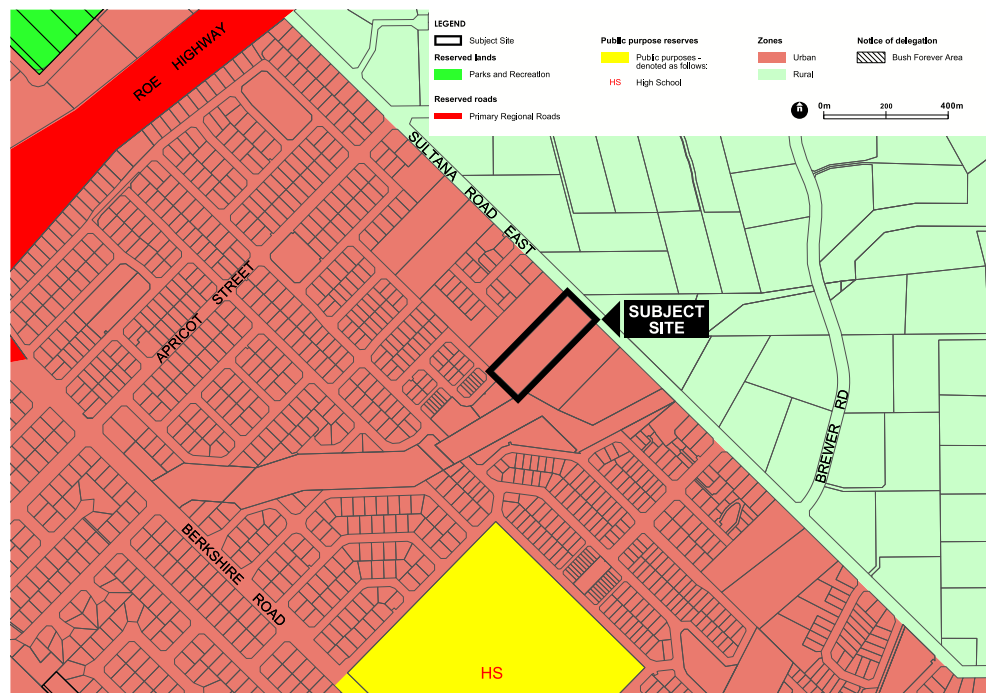 LEGEND
Subject Site
Reserved lands
Parks and Recreation
Reserved roads
Primary Regional Roads
Public purpose reserves
Public purposes -
denoted as follows:
HS High School
Zones
Urban
Rural
Notice of delegation
Bush Forever Area
n
0m 200 400m
ROE HIGHWAY
SULTANA ROAD EAST
APRICOT STREET
SUBJECT
SITE
BREWER RD
BERKSHIRE ROAD
HS